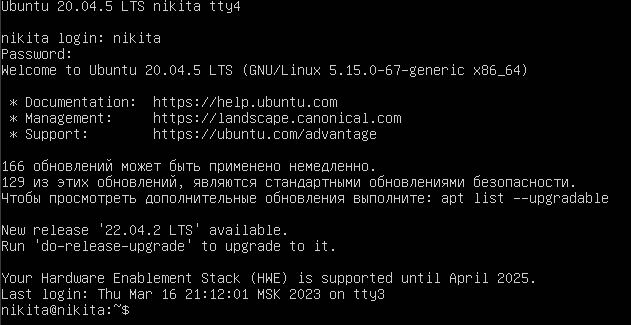 Ubuntu 20.04.5 LTS nikita tty4
nikita login: nikita
Password:
Welcome to Ubuntu 20.04.5 LTS (GNU/Linux 5.15.0-67-generic x86_64)
* Documentation:  https://help.ubuntu.com
* Management:     https://landscape.canonical.com
* Support:        https://ubuntu.com/advantage
166 обновлений может быть применено немедленно.
129 из этих обновлений, являются стандартными обновлениями безопасности.
Чтобы просмотреть дополнительные обновления выполните: apt list --upgradable
New release '22.04.2 LTS' available.
Run 'do-release-upgrade' to upgrade to it.
Your Hardware Enablement Stack (HWE) is supported until April 2025.
Last login: Thu Mar 16 21:12:01 MSK 2023 on tty3
nikita@nikita:~$